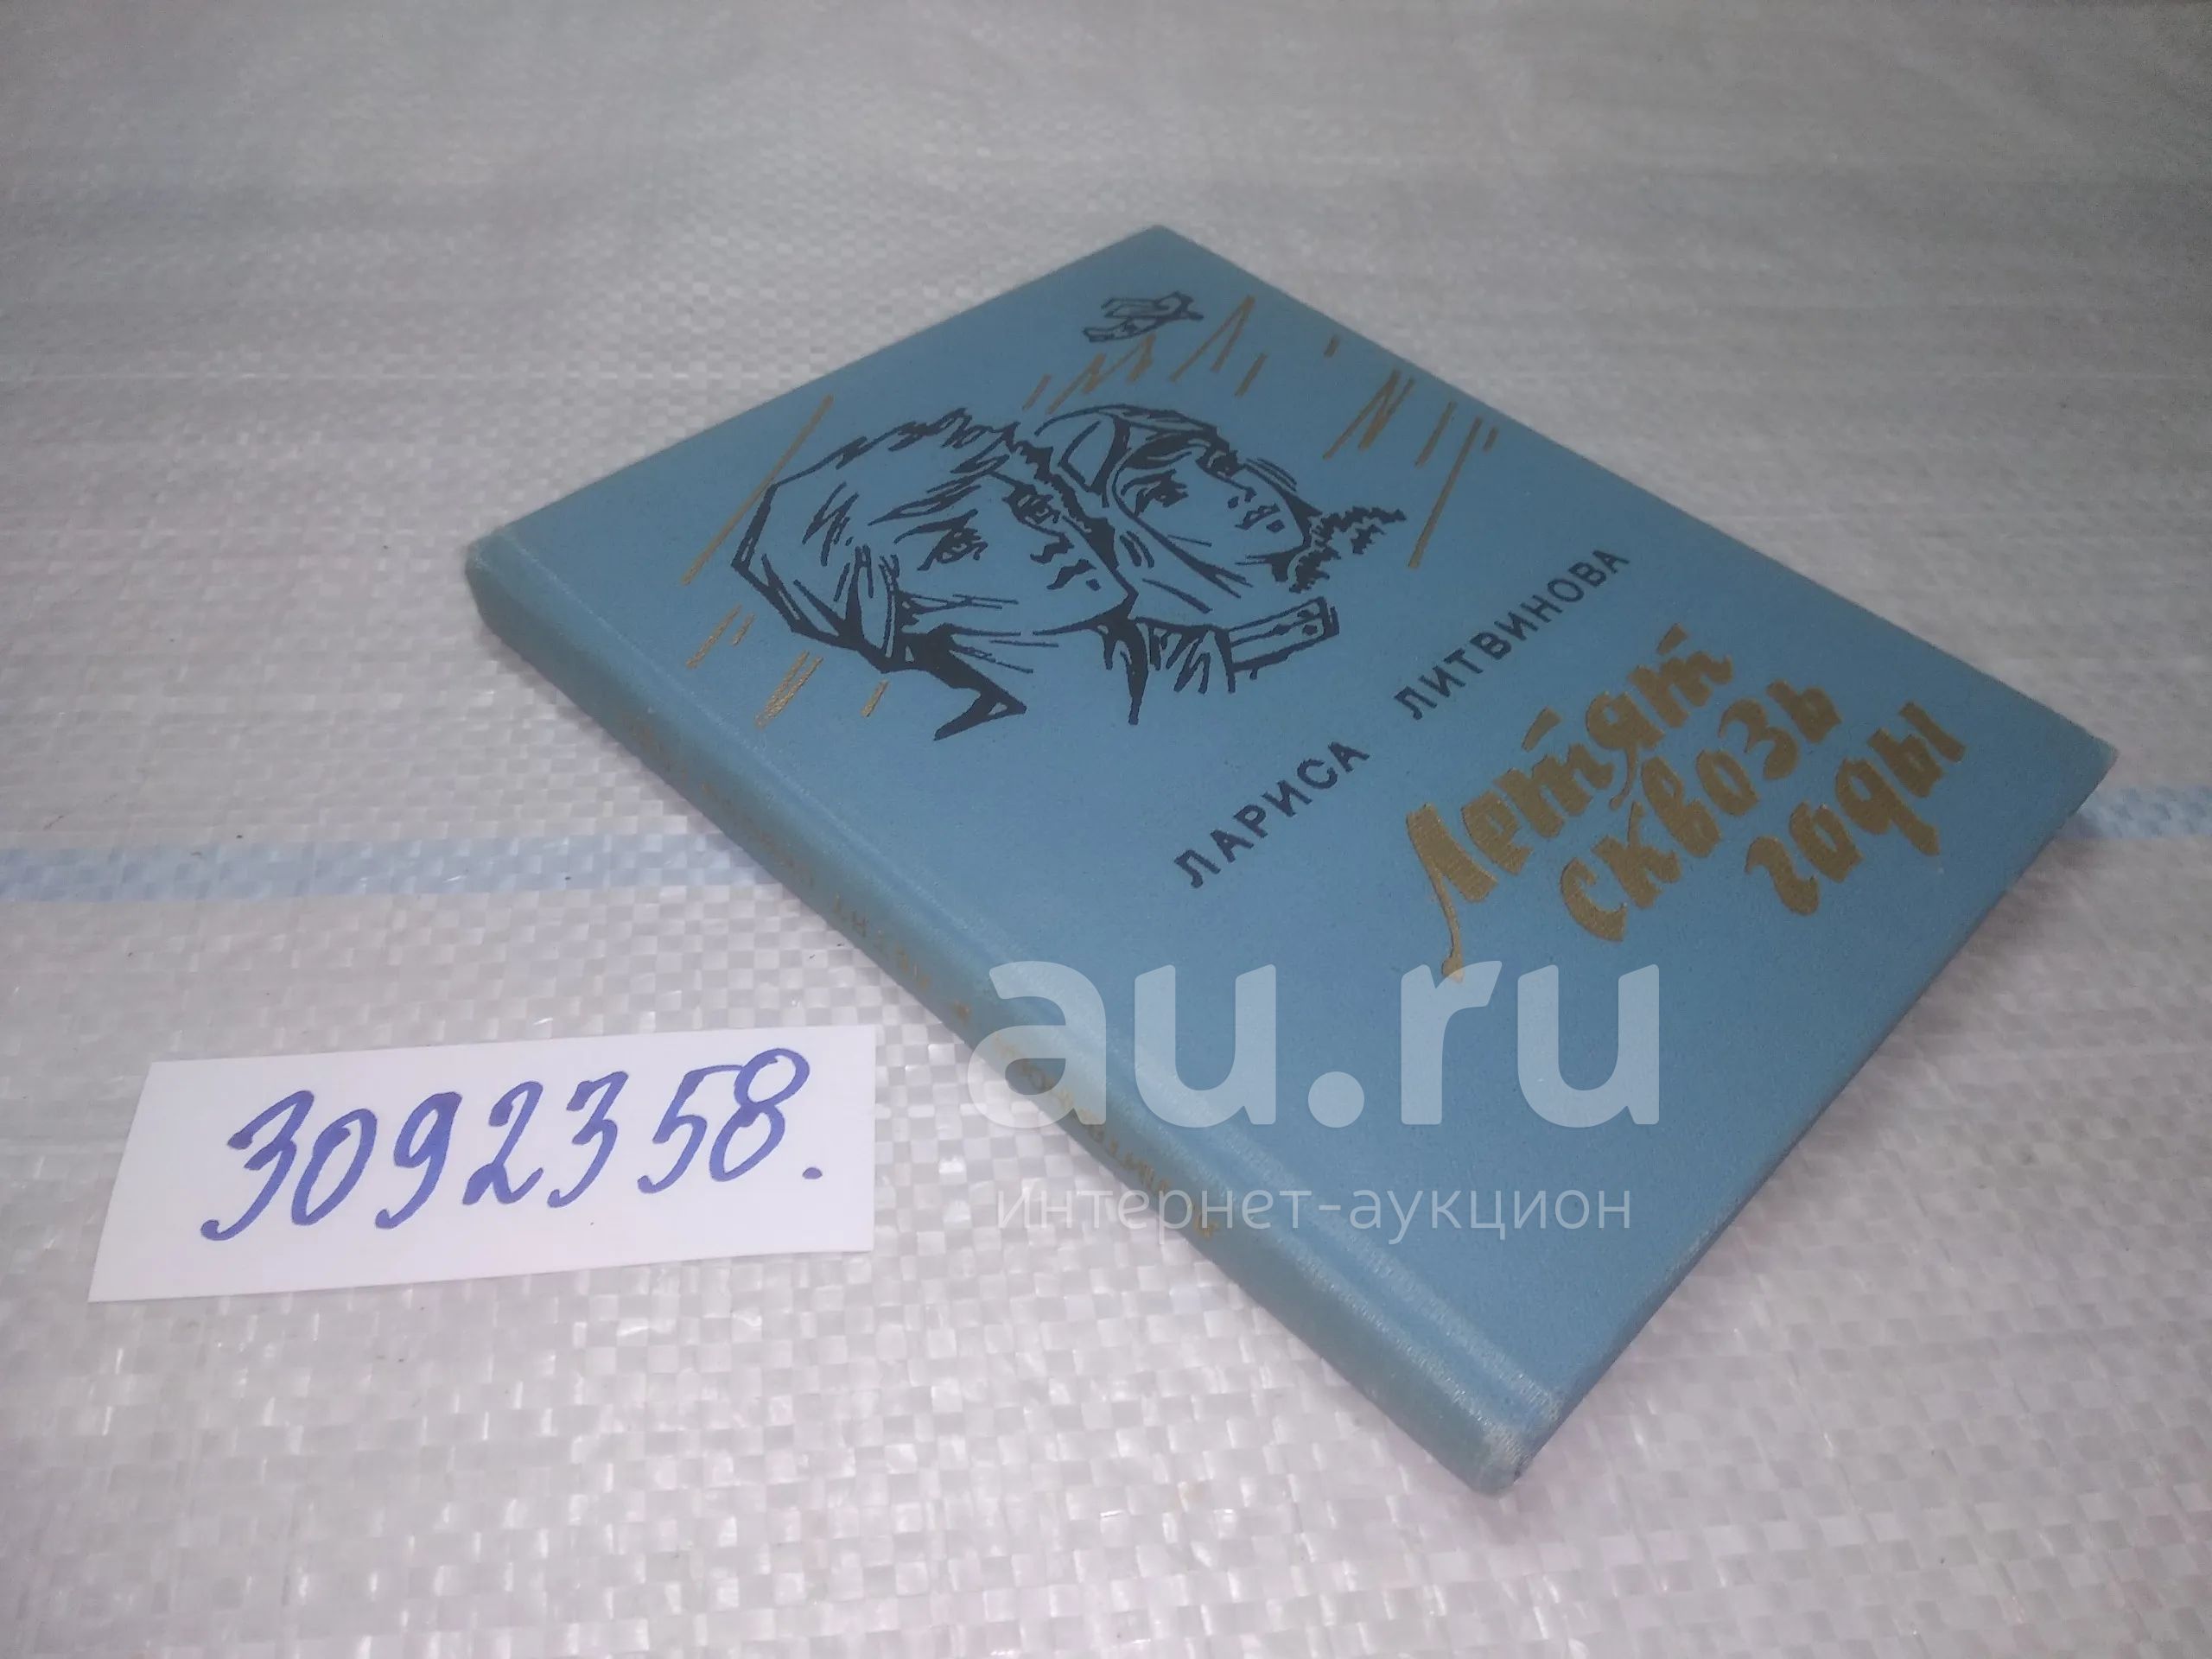 ЛАРИСА ЛИТВИНОВА
Летят
сквозь
годы
3092358.
au.ru
интернет-аукцион